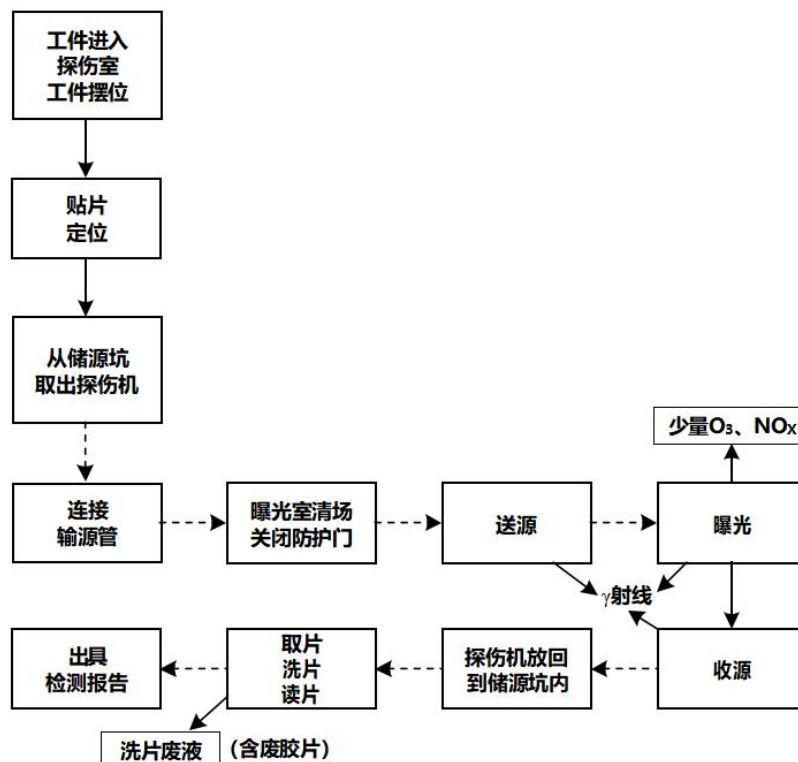 工件进入
探伤室
工件摆位
贴片
定位
从储源坑
取出探伤机
少量O₃、NOₓ
连接
输源管
曝光室清场
关闭防护门
送源
曝光
γ射线
出具
检测报告
取片
洗片
读片
探伤机放回
到储源坑内
收源
洗片废液（含废胶片）